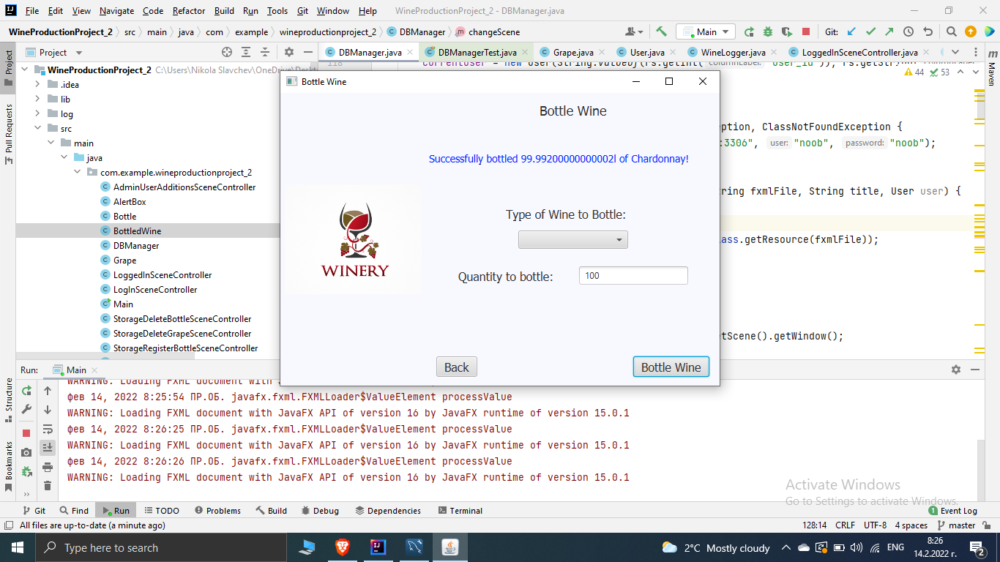 File Edit View Navigate Code Refactor Build Run Tools Git Window Help WineProductionProject_2 - DBManager.java
WineProductionProject_2 src main java com example wineproductionproject_2 DBManager changeScene Main Git:
Project DBManager.java DBManagerTest.java Grape.java User.java WineLogger.java LoggedInSceneController.java
Project
Pull Requests
Structure
Bookmarks
Maven
WineProductionProject_2 C:\Users\Nikola Slavchev\OneDrive\Deskt
.idea
lib
log
src
main
java
com.example.wineproductionproject_2
AdminUserAdditionsSceneController
AlertBox
Bottle
BottledWine
DBManager
Grape
LoggedInSceneController
LogInSceneController
Main
StorageDeleteBottleSceneController
StorageDeleteGrapeSceneController
StorageRegisterBottleSceneController
118
44 53
ption, ClassNotFoundException {
:3306", user: "noob", password: "noob");
ring fxmlFile, String title, User user) {
ass.getResource(fxmlFile));
tScene().getWindow();
Bottle Wine
Bottle Wine
Successfully bottled 99.99200000000002l of Chardonnay!
WINERY
Type of Wine to Bottle:
Quantity to bottle: 100
Back Bottle Wine
Run: Main
WARNING: Loading FXML document with
фев 14, 2022 8:25:54 ПР.ОБ. javafx.fxml.FXMLLoader$ValueElement processValue
WARNING: Loading FXML document with JavaFX API of version 16 by JavaFX runtime of version 15.0.1
фев 14, 2022 8:26:25 ПР.ОБ. javafx.fxml.FXMLLoader$ValueElement processValue
WARNING: Loading FXML document with JavaFX API of version 16 by JavaFX runtime of version 15.0.1
фев 14, 2022 8:26:26 ПР.ОБ. javafx.fxml.FXMLLoader$ValueElement processValue
WARNING: Loading FXML document with JavaFX API of version 16 by JavaFX runtime of version 15.0.1
Activate Windows
Go to Settings to activate Windows.
Git Find Run TODO Problems Build Debug Dependencies Terminal 1 Event Log
All files are up-to-date (a minute ago) 128:14 CRLF UTF-8 4 spaces master
Type here to search 2°C Mostly cloudy ENG 8:26
14.2.2022 г. 2